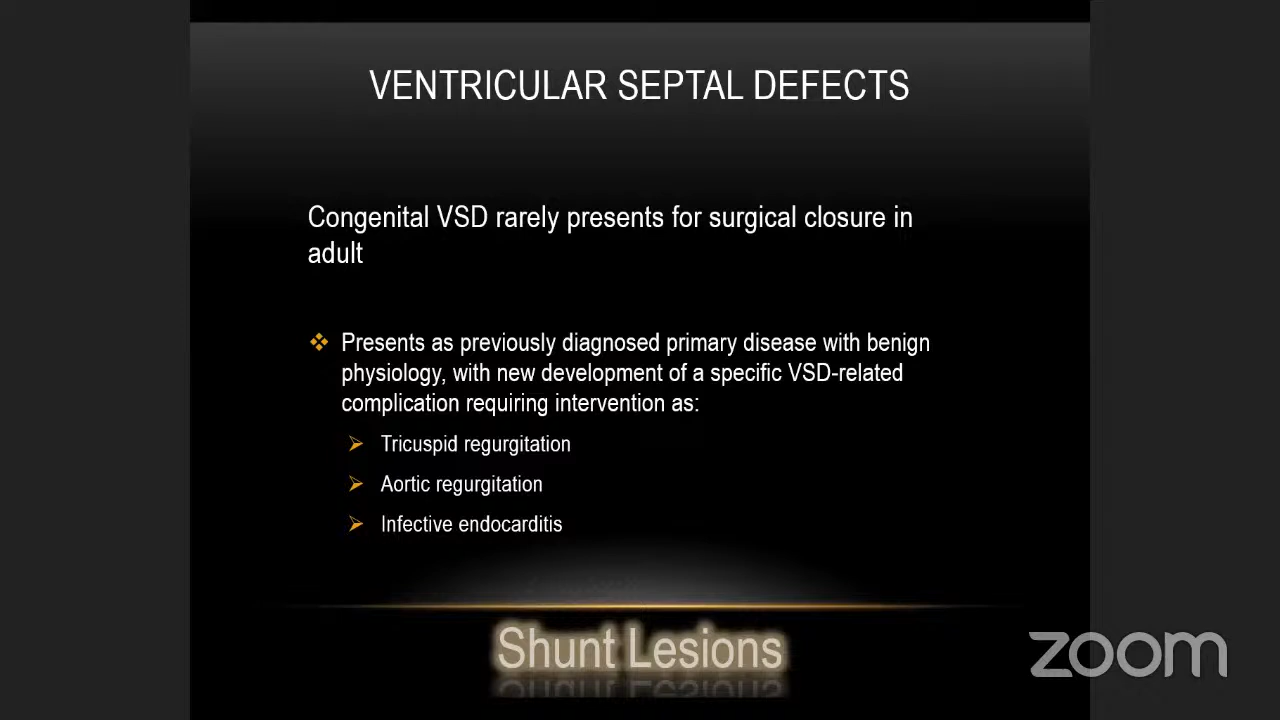 VENTRICULAR SEPTAL DEFECTS
Congenital VSD rarely presents for surgical closure in
adult
Presents as previously diagnosed primary disease with benign
physiology, with new development of a specific VSD-related
complication requiring intervention as:
Tricuspid regurgitation
Aortic regurgitation
Infective endocarditis
Shunt Lesions
zoom